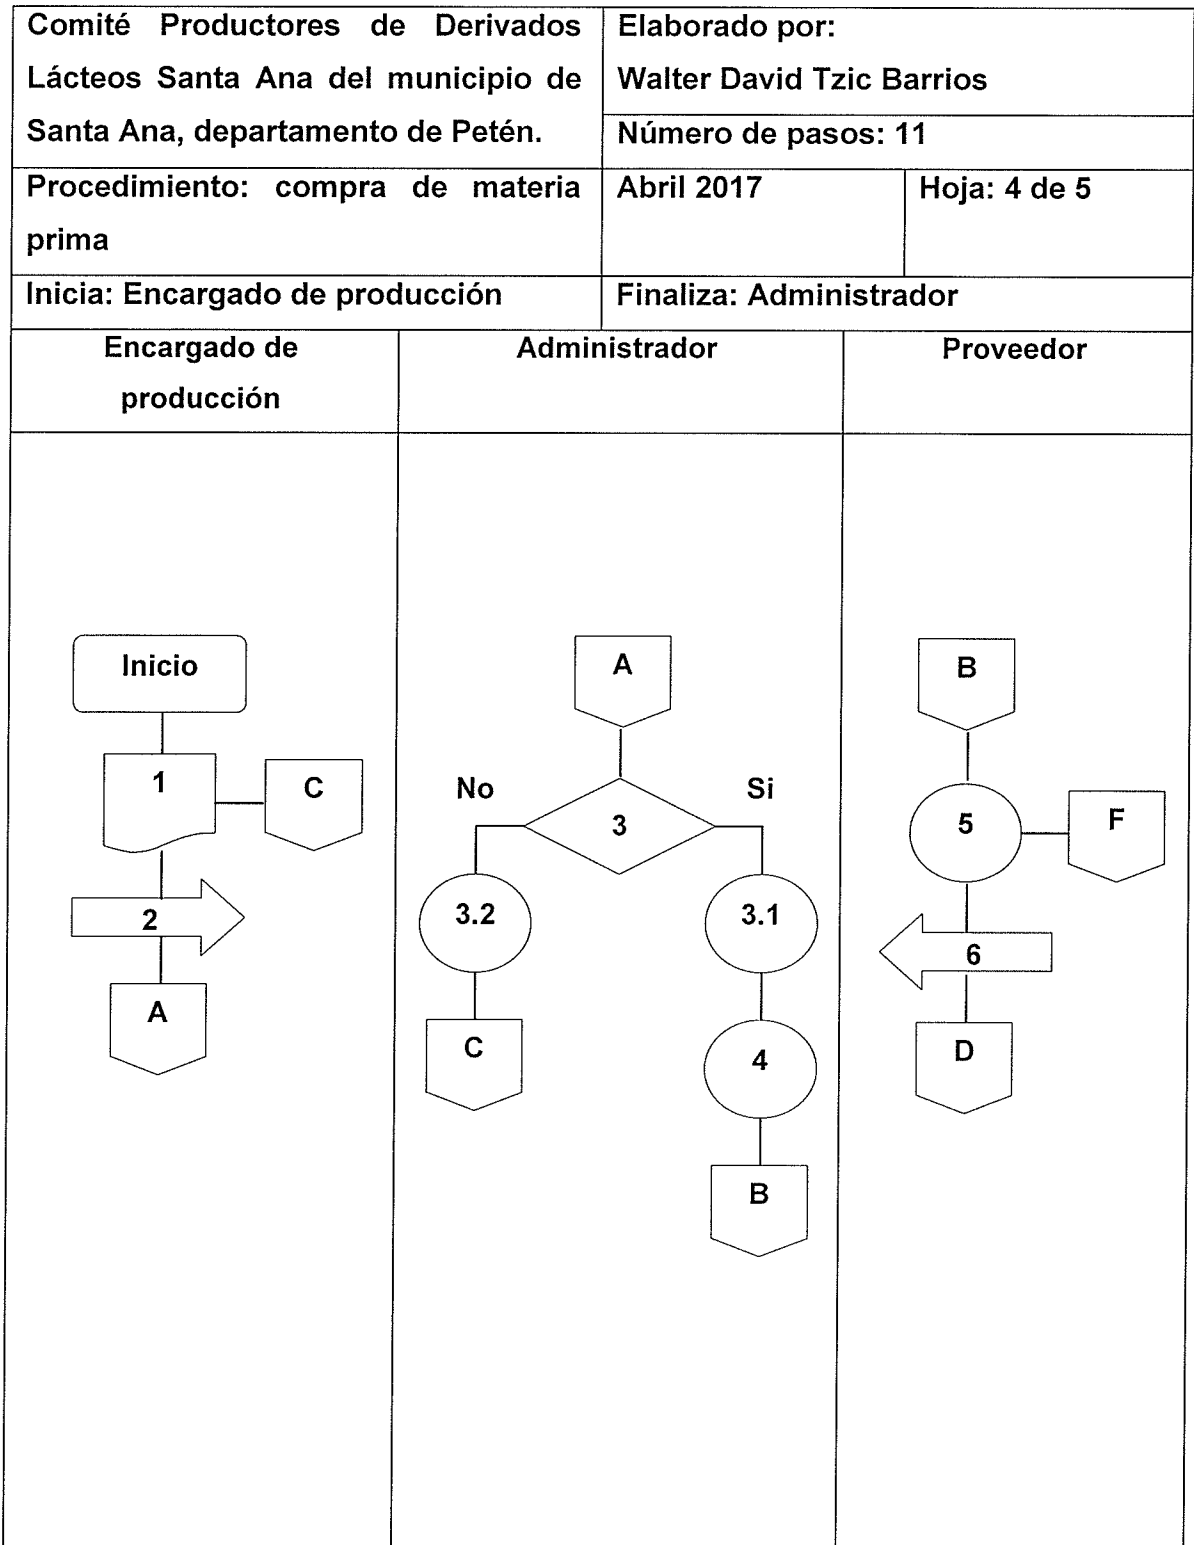 Comité Productores de Derivados
Lácteos Santa Ana del municipio de
Santa Ana, departamento de Petén.
Elaborado por:
Walter David Tzic Barrios
Número de pasos: 11
Procedimiento: compra de materia
prima
Abril 2017
Hoja: 4 de 5
Inicia: Encargado de producción
Finaliza: Administrador
Encargado de
producción
Administrador
Proveedor
Inicio
1
C
2
A
A
No
Si
3
3.2
3.1
C
4
B
B
5
F
6
D